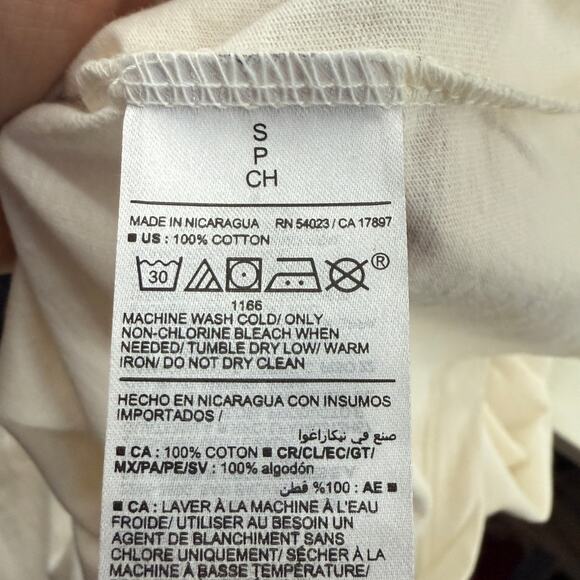 S
P
CH
MADE IN NICARAGUA RN 54023 / CA 17897
■ US : 100% COTTON
30
®
1166
MACHINE WASH COLD/ ONLY
NON-CHLORINE BLEACH WHEN
NEEDED/ TUMBLE DRY LOW/ WARM
IRON/ DO NOT DRY CLEAN
HECHO EN NICARAGUA CON INSUMOS
IMPORTADOS /
صنع في نيكاراغوا
■ CA : 100% COTON ■ CR/CL/EC/GT/
MX/PA/PE/SV : 100% algodón
■ AE : 100% قطن
■ CA : LAVER À LA MACHINE À L'EAU
FROIDE/ UTILISER AU BESOIN UN
AGENT DE BLANCHIMENT SANS
CHLORE UNIQUEMENT/ SÉCHER À LA
MACHINE À BASSE TEMPÉRATURE/